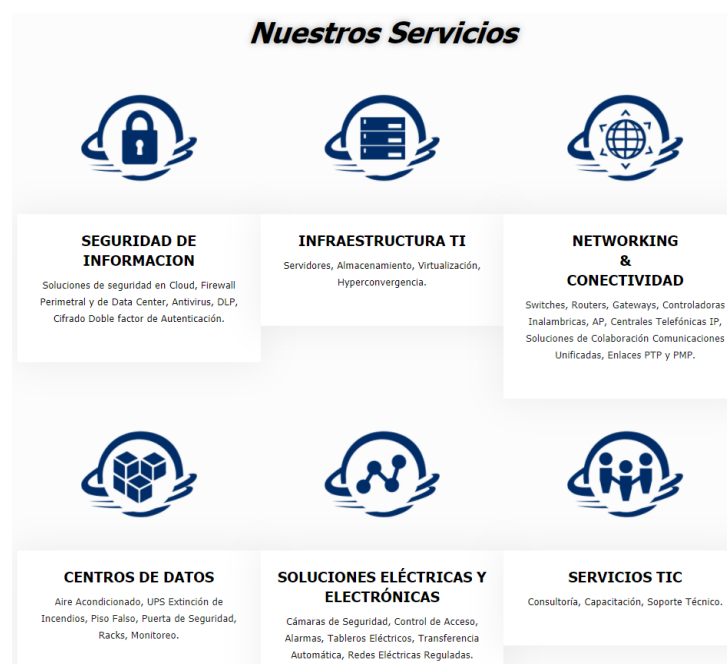 Nuestros Servicios
SEGURIDAD DE
INFORMACION
Soluciones de seguridad en Cloud, Firewall
Perimetral y de Data Center, Antivirus, DLP,
Cifrado Doble factor de Autenticación.
INFRAESTRUCTURA TI
Servidores, Almacenamiento, Virtualización,
Hyperconvergencia.
NETWORKING
&
CONECTIVIDAD
Switches, Routers, Gateways, Controladoras
Inalambricas, AP, Centrales Telefónicas IP,
Soluciones de Colaboración Comunicaciones
Unificadas, Enlaces PTP y PMP.
CENTROS DE DATOS
Aire Acondicionado, UPS Extinción de
Incendios, Piso Falso, Puerta de Seguridad,
Racks, Monitoreo.
SOLUCIONES ELÉCTRICAS Y
ELECTRÓNICAS
Cámaras de Seguridad, Control de Acceso,
Alarmas, Tableros Eléctricos, Transferencia
Automática, Redes Eléctricas Reguladas.
SERVICIOS TIC
Consultoría, Capacitación, Soporte Técnico.